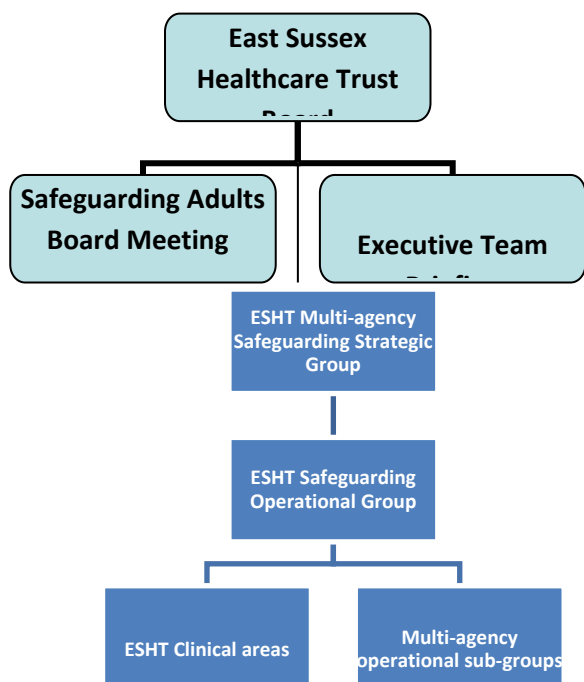 East Sussex
Healthcare Trust
Board
Safeguarding Adults
Board Meeting
Executive Team
ESHT Multi-agency
Safeguarding Strategic
Group
ESHT Safeguarding
Operational Group
ESHT Clinical areas
Multi-agency
operational sub-groups